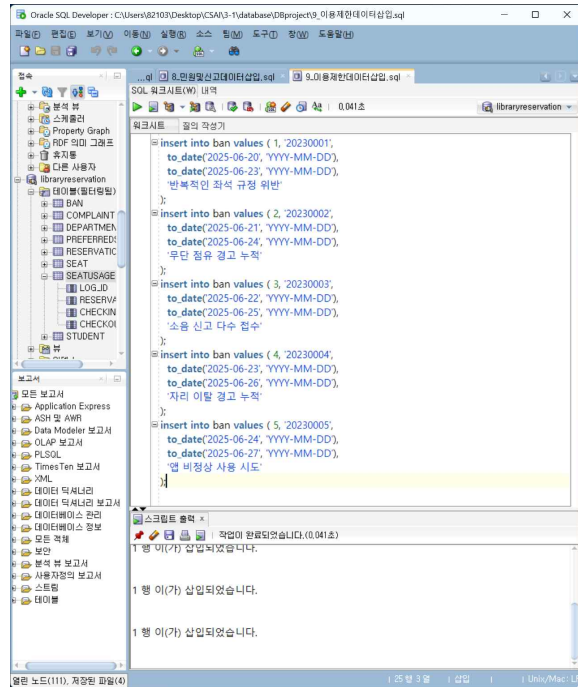 Oracle SQL Developer : C:\Users\82103\Desktop\CSAI\3-1\database\DBproject\9_이용제한데이터삽입.sql
파일(F) 편집(E) 보기(V) 이동(N) 실행(R) 소스 팀(M) 도구(T) 창(W) 도움말(H)
접속
분석 뷰
스케줄러
Property Graph
RDF 의미 그래프
휴지통
다른 사용자
libraryreservation
테이블(필터링됨)
BAN
COMPLAINT
DEPARTMEN
PREFERRED
RESERVATIO
SEAT
SEATUSAGE
LOG_ID
RESERVA
CHECKIN
CHECKOU
STUDENT
뷰
보고서
모든 보고서
Application Express
ASH 및 AWR
Data Modeler 보고서
OLAP 보고서
PLSQL
TimesTen 보고서
XML
데이터 딕셔너리
데이터 딕셔너리 보고서
데이터베이스 관리
데이터베이스 정보
모든 객체
보안
분석 뷰 보고서
사용자정의 보고서
스트림
테이블
...ql 8_민원및신고데이터삽입.sql 9_이용제한데이터삽입.sql
SQL 워크시트(W) 내역
0,041초 libraryreservation
워크시트 질의 작성기
insert into ban values ( 1, '20230001',
to_date('2025-06-20', 'YYYY-MM-DD'),
to_date('2025-06-23', 'YYYY-MM-DD'),
'반복적인 좌석 규정 위반'
);
insert into ban values ( 2, '20230002',
to_date('2025-06-21', 'YYYY-MM-DD'),
to_date('2025-06-24', 'YYYY-MM-DD'),
'무단 점유 경고 누적'
);
insert into ban values ( 3, '20230003',
to_date('2025-06-22', 'YYYY-MM-DD'),
to_date('2025-06-25', 'YYYY-MM-DD'),
'소음 신고 다수 접수'
);
insert into ban values ( 4, '20230004',
to_date('2025-06-23', 'YYYY-MM-DD'),
to_date('2025-06-26', 'YYYY-MM-DD'),
'자리 이탈 경고 누적'
);
insert into ban values ( 5, '20230005',
to_date('2025-06-24', 'YYYY-MM-DD'),
to_date('2025-06-27', 'YYYY-MM-DD'),
'앱 비정상 사용 시도'
);
스크립트 출력
작업이 완료되었습니다.(0,041초)
1 행 이(가) 삽입되었습니다.
1 행 이(가) 삽입되었습니다.
1 행 이(가) 삽입되었습니다.
열린 노드(111), 저장된 파일(4)
25 행 3 열 삽입 Unix/Mac: LF